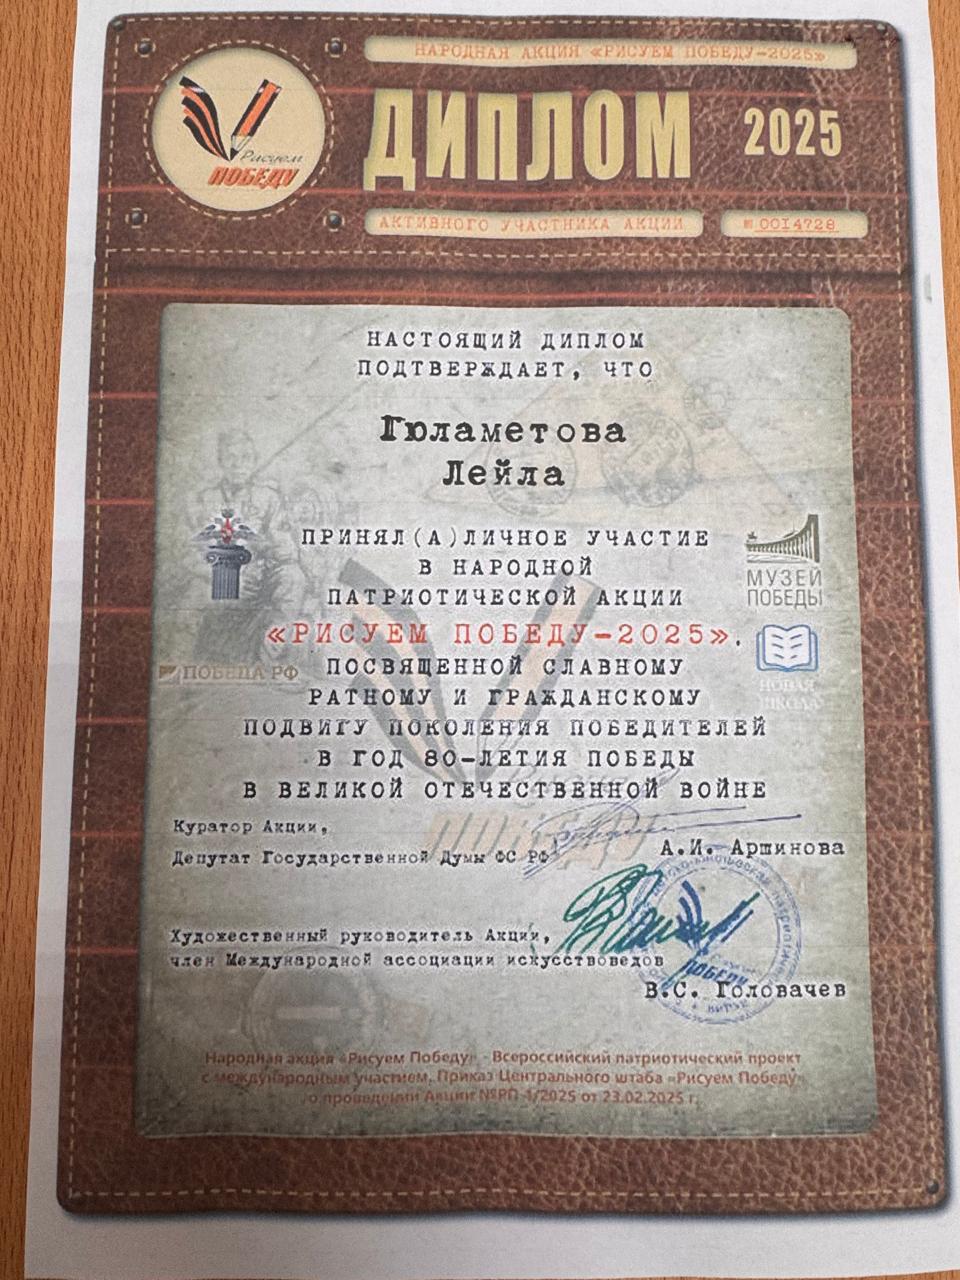 НАРОДНАЯ АКЦИЯ «РИСУЕМ ПОБЕДУ-2025»
ДИПЛОМ 2025
Рисуем
ПОБЕДУ
АКТИВНОГО УЧАСТНИКА АКЦИИ № 0014728
НАСТОЯЩИЙ ДИПЛОМ
ПОДТВЕРЖДАЕТ, ЧТО
Гюламетова
Лейла
ПРИНЯЛ(А)ЛИЧНОЕ УЧАСТИЕ
В НАРОДНОЙ
ПАТРИОТИЧЕСКОЙ АКЦИИ
МУЗЕЙ
ПОБЕДЫ
«РИСУЕМ ПОБЕДУ-2025».
ПОСВЯЩЕННОЙ СЛАВНОМУ
ПОБЕДА РФ
НОВАЯ
ШКОЛА
РАТНОМУ И ГРАЖДАНСКОМУ
ПОДВИГУ ПОКОЛЕНИЯ ПОБЕДИТЕЛЕЙ
В ГОД 80-ЛЕТИЯ ПОБЕДЫ
В ВЕЛИКОЙ ОТЕЧЕСТВЕННОЙ ВОЙНЕ
Куратор Акции,
Депутат Государственной Думы ФС РФ
А.И. Аршинова
Художественный руководитель Акции,
член Международной ассоциации искусствоведов
В.С. Головачев
Народная акция «Рисуем Победу» - Всероссийский патриотический проект
с международным участием. Приказ Центрального штаба «Рисуем Победу»
о проведении Акции №РП-1/2025 от 23.02.2025 г.